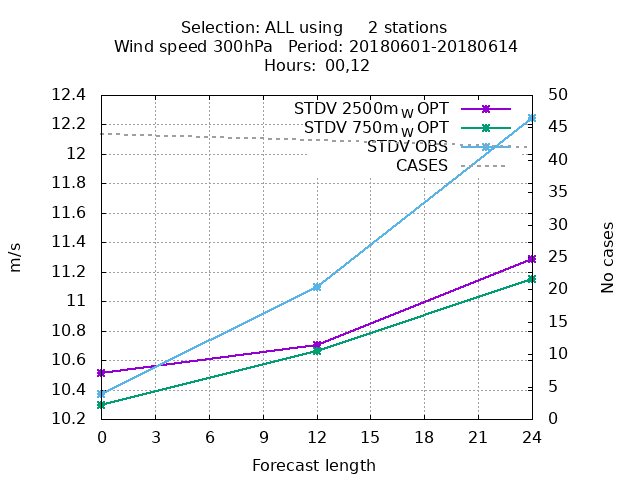 Selection: ALL using 2 stations
Wind speed 300hPa Period: 20180601-20180614
Hours: 00,12
12.4
12.2
12
11.8
11.6
11.4
11.2
11
10.8
10.6
10.4
10.2
m/s
STDV 2500m W OPT
STDV 750m W OPT
STDV OBS
CASES
50
45
40
35
30
25
20
15
10
5
0
No cases
0 3 6 9 12 15 18 21 24
Forecast length